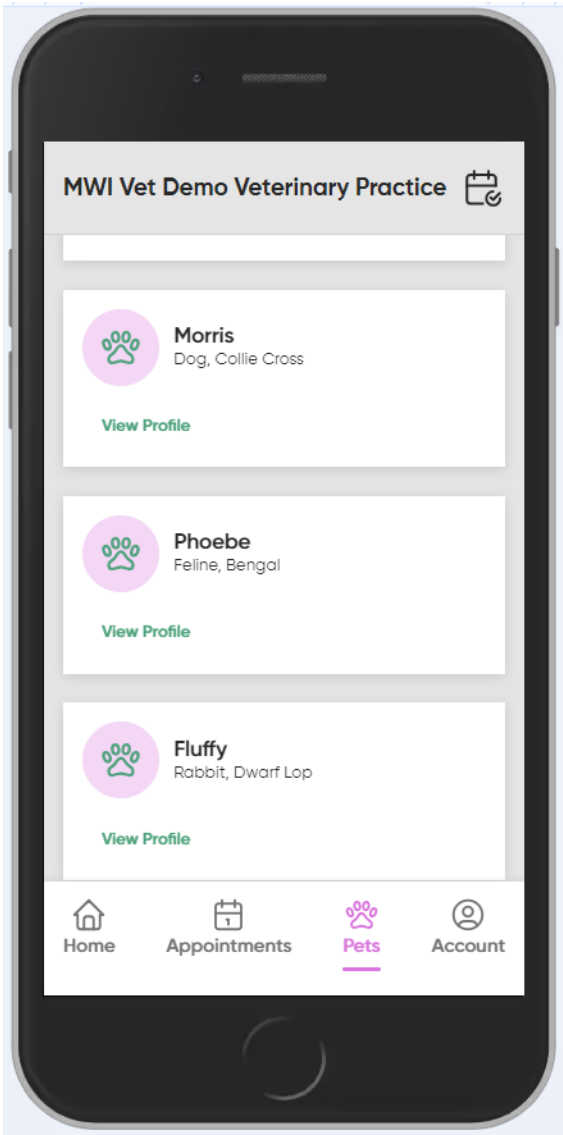 MWI Vet Demo Veterinary Practice
Morris
Dog, Collie Cross
View Profile
Phoebe
Feline, Bengal
View Profile
Fluffy
Rabbit, Dwarf Lop
View Profile
1
Home Appointments Pets Account